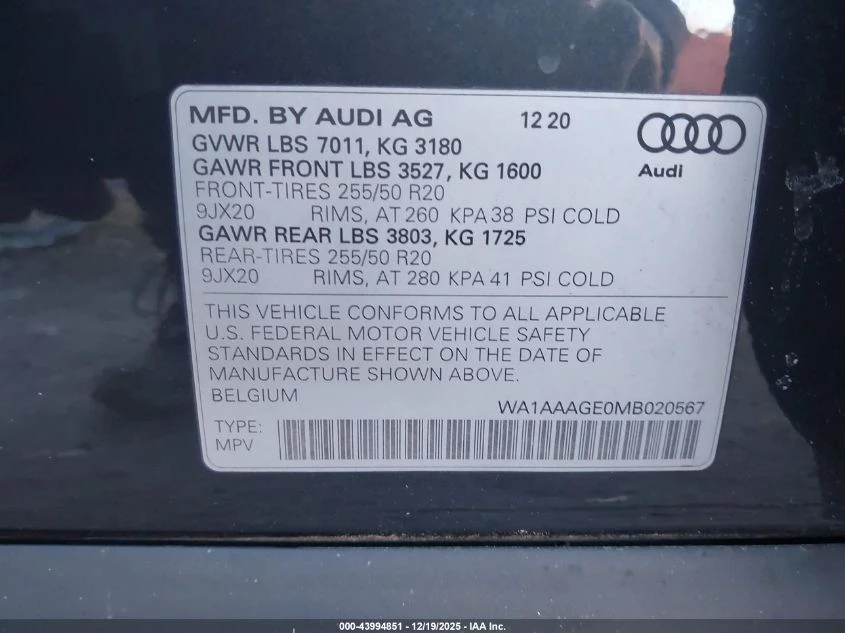 MFD. BY AUDI AG 12 20
GVWR LBS 7011, KG 3180
GAWR FRONT LBS 3527, KG 1600
Audi
FRONT-TIRES 255/50 R20
9JX20 RIMS, AT 260 KPA 38 PSI COLD
GAWR REAR LBS 3803, KG 1725
REAR-TIRES 255/50 R20
9JX20 RIMS, AT 280 KPA 41 PSI COLD
THIS VEHICLE CONFORMS TO ALL APPLICABLE
U.S. FEDERAL MOTOR VEHICLE SAFETY
STANDARDS IN EFFECT ON THE DATE OF
MANUFACTURE SHOWN ABOVE.
BELGIUM
WA1AAAGE0MB020567
TYPE:
MPV
000-43994851 - 12/19/2025 - IAA Inc.